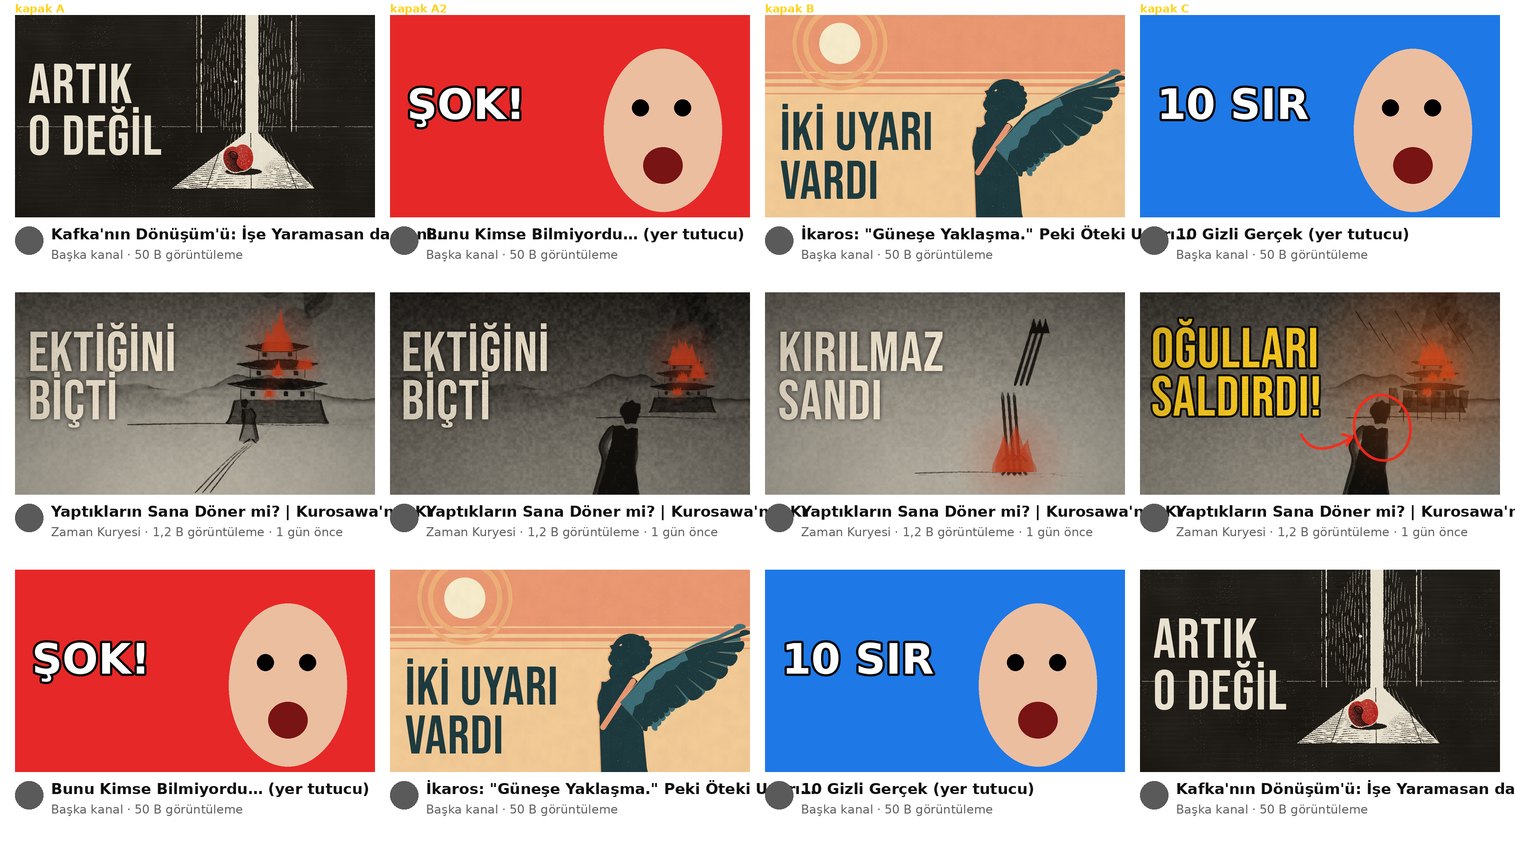 kapak A
kapak A2
kapak B
kapak C
ARTIK
O DEĞİL
ŞOK!
İKİ UYARI
VARDI
10 SIR
Kafka'nın Dönüşüm'ü: İşe Yaramasan da
Başka kanal · 50 B görüntüleme
Bunu Kimse Bilmiyordu... (yer tutucu)
Başka kanal · 50 B görüntüleme
İkaros: "Güneşe Yaklaşma." Peki Öteki
Başka kanal · 50 B görüntüleme
10 Gizli Gerçek (yer tutucu)
Başka kanal · 50 B görüntüleme
EKTİĞİNİ
BİÇTİ
EKTİĞİNİ
BİÇTİ
KIRILMAZ
SANDI
OĞULLARI
SALDIRDI!
Yaptıkların Sana Döner mi? | Kurosawa'n
Zaman Kuryesi · 1,2 B görüntüleme · 1 gün önce
Yaptıkların Sana Döner mi? | Kurosawa'n
Zaman Kuryesi · 1,2 B görüntüleme · 1 gün önce
Yaptıkların Sana Döner mi? | Kurosawa'n
Zaman Kuryesi · 1,2 B görüntüleme · 1 gün önce
Yaptıkların Sana Döner mi? | Kurosawa'n
Zaman Kuryesi · 1,2 B görüntüleme · 1 gün önce
ŞOK!
İKİ UYARI
VARDI
10 SIR
ARTIK
O DEĞİL
Bunu Kimse Bilmiyordu... (yer tutucu)
Başka kanal · 50 B görüntüleme
İkaros: "Güneşe Yaklaşma." Peki Öteki
Başka kanal · 50 B görüntüleme
10 Gizli Gerçek (yer tutucu)
Başka kanal · 50 B görüntüleme
Kafka'nın Dönüşüm'ü: İşe Yaramasan da
Başka kanal · 50 B görüntüleme